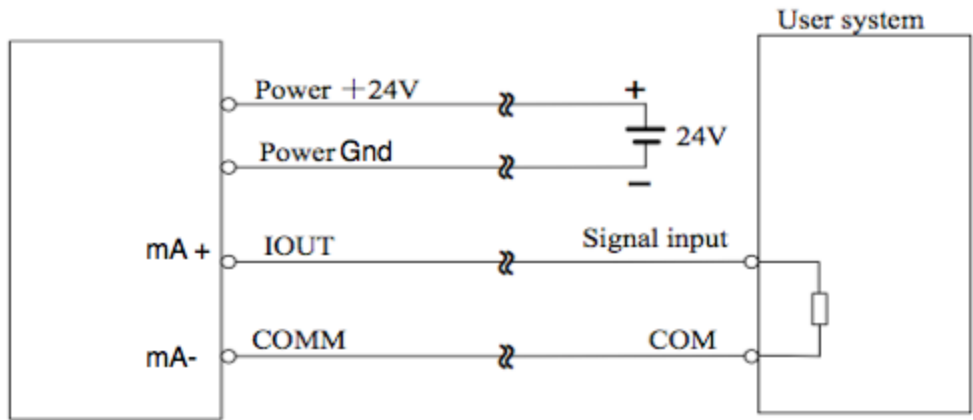 User system
Power +24V
+
24V
Power Gnd
−
mA +
IOUT
Signal input
mA-
COMM
COM